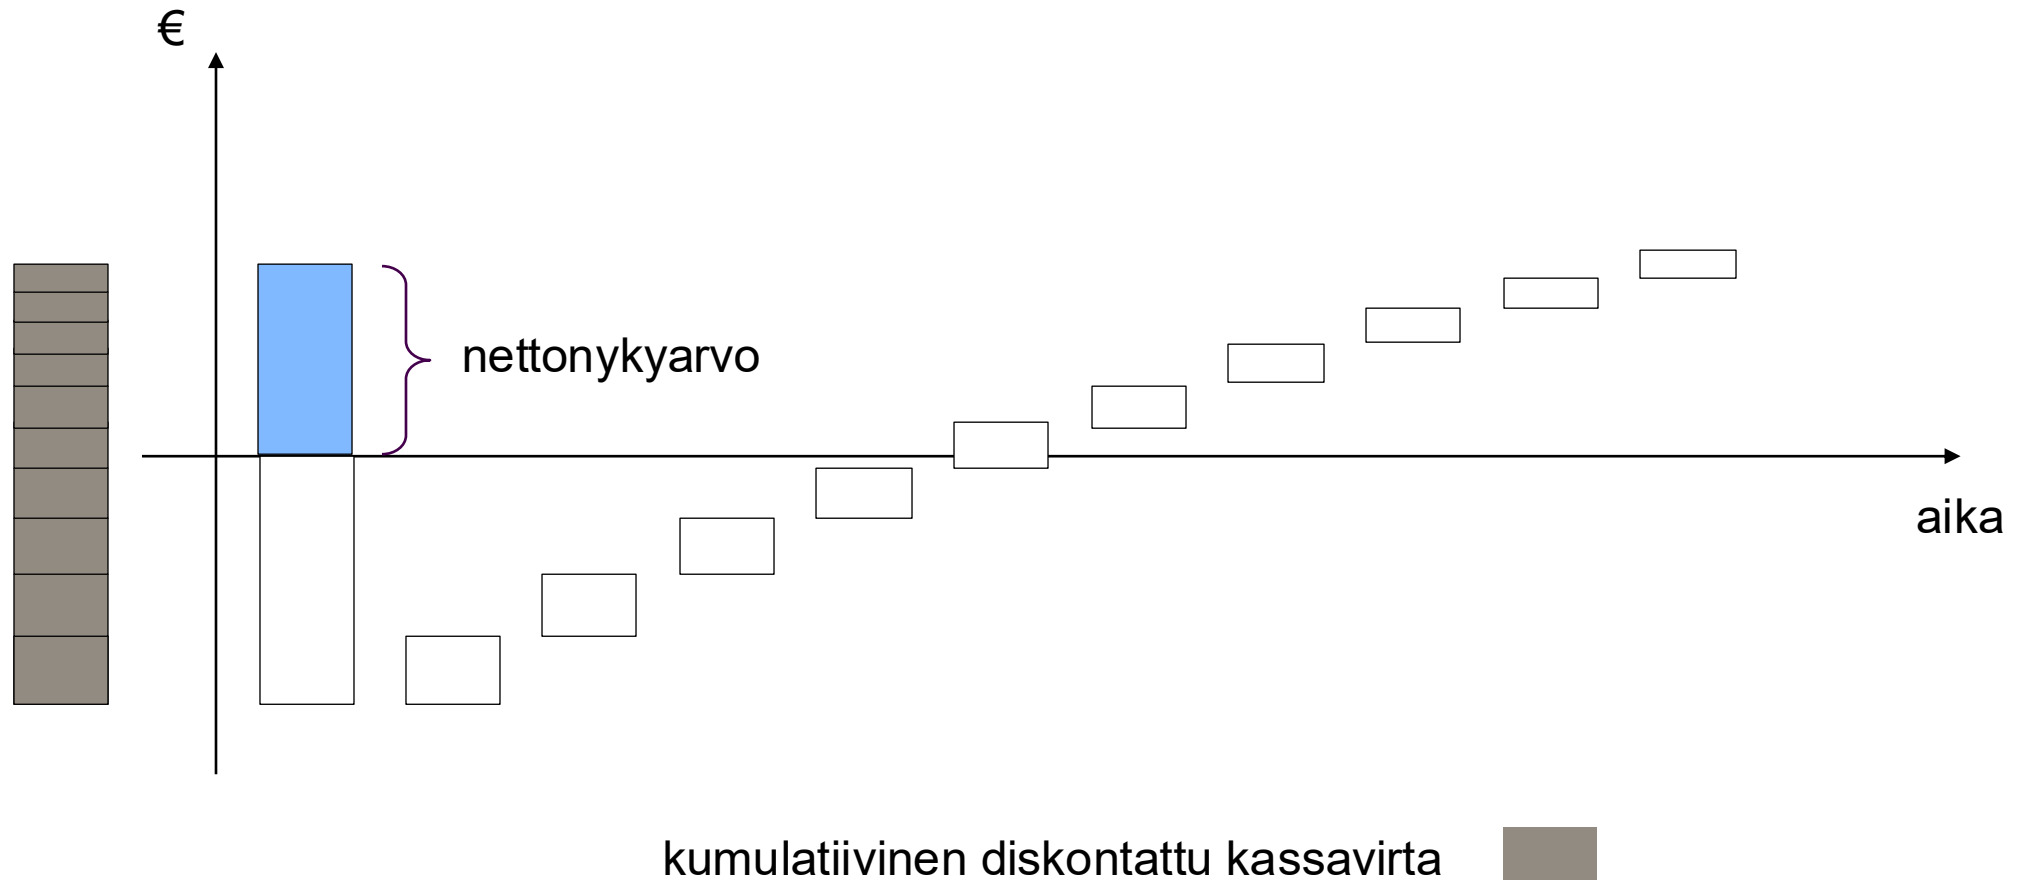 €
nettonykyarvo
aika
kumulatiivinen diskontattu kassavirta